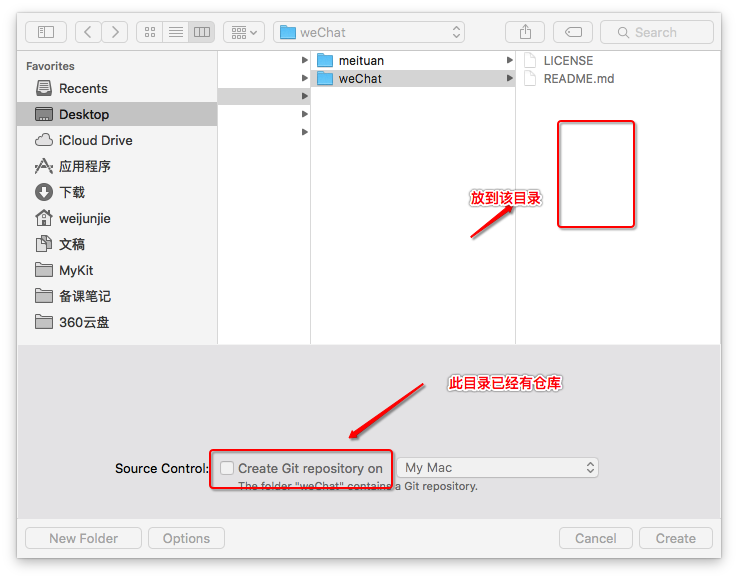 weChat
Search
Favorites
Recents
Desktop
iCloud Drive
应用程序
下载
weijunjie
文稿
MyKit
备课笔记
360云盘
meituan
weChat
LICENSE
README.md
放到该目录
此目录已经有仓库
Source Control:
Create Git repository on
My Mac
The folder "weChat" contains a Git repository.
New Folder
Options
Cancel
Create